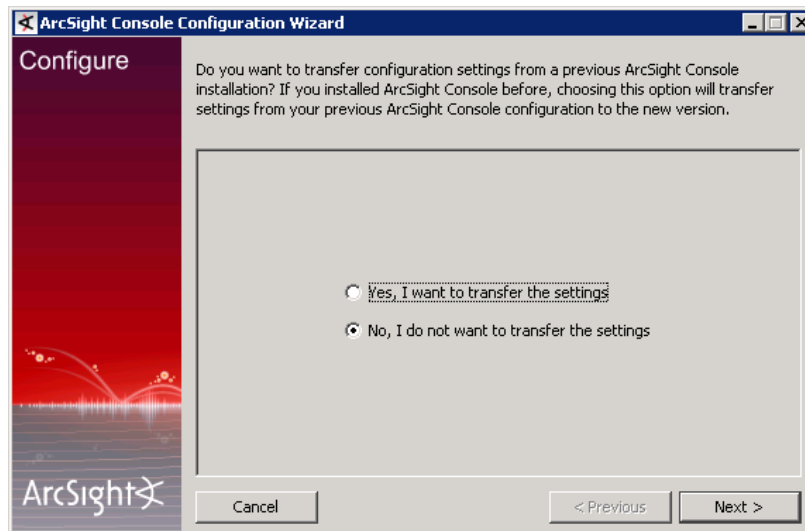 ArcSight Console Configuration Wizard
Configure
Do you want to transfer configuration settings from a previous ArcSight Console
installation? If you installed ArcSight Console before, choosing this option will transfer
settings from your previous ArcSight Console configuration to the new version.
Yes, I want to transfer the settings
No, I do not want to transfer the settings
ArcSight
Cancel
< Previous
Next >